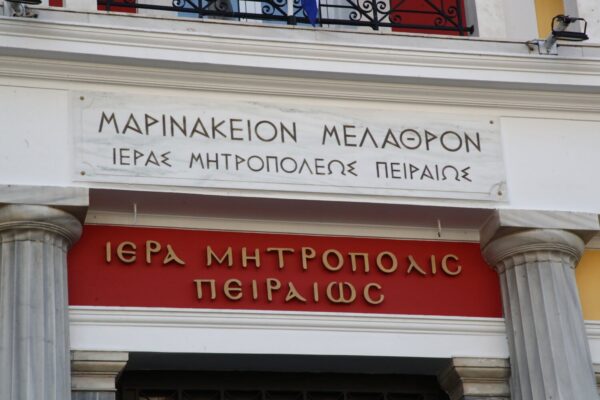 ΜΑΡΙΝΑΚΕΙΟΝ ΜΕΛΑΘΡΟΝ
ΙΕΡΑΣ ΜΗΤΡΟΠΟΛΕΩΣ ΠΕΙΡΑΙΩΣ
ΙΕΡΑ ΜΗΤΡΟΠΟΛΙΣ
ΠΕΙΡΑΙΩΣ